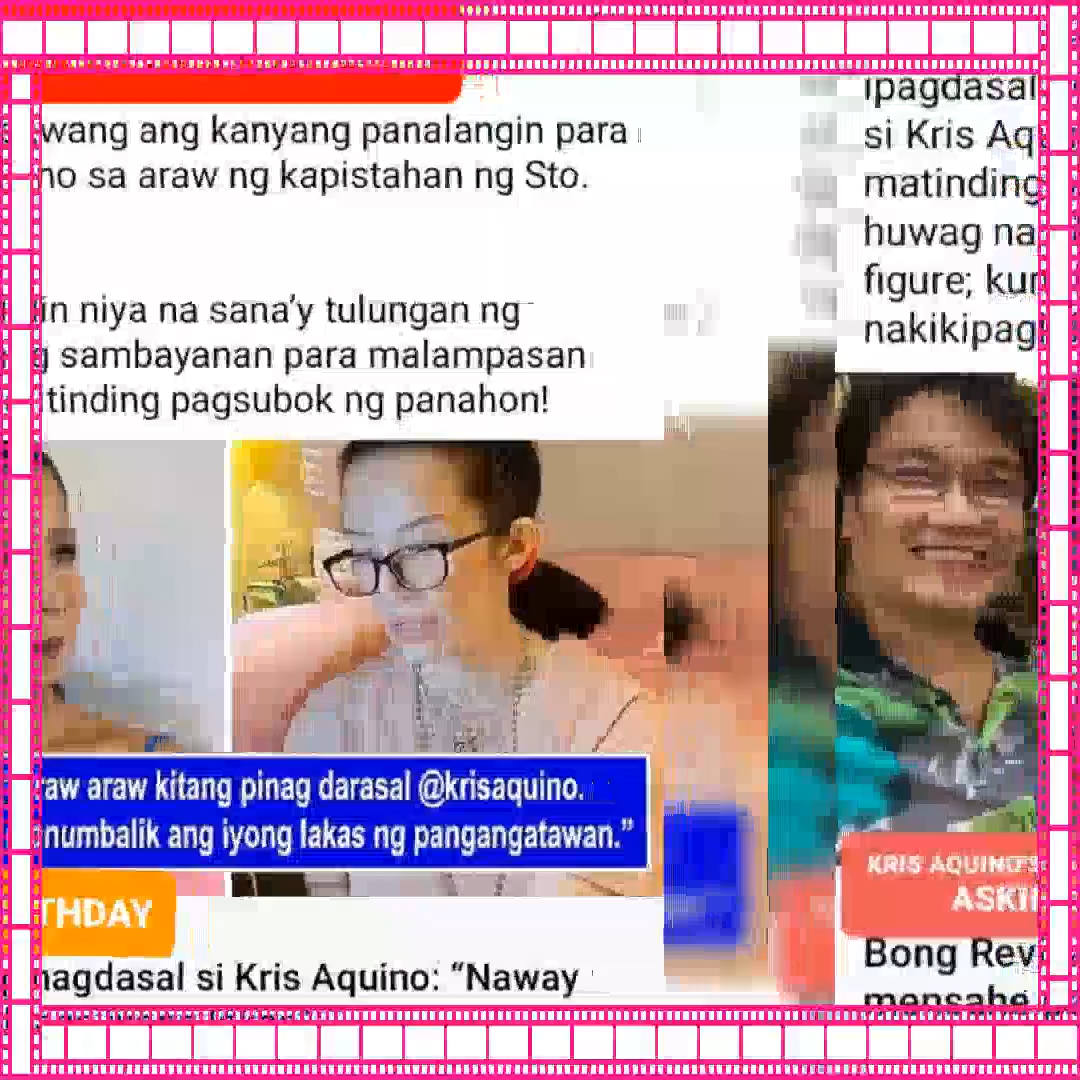 wang ang kanyang panalangin para
no sa araw ng kapistahan ng Sto.
in niya na sana’y tulungan ng
g sambayanan para malampasan
tinding pagsubok ng panahon!
raw araw kitang pinag darasal @krisaquino.
numbalik ang iyong lakas ng pangangatawan.”
THDAY
nagdasal si Kris Aquino: “Naway
ipagdasal
si Kris Aq
matinding
huwag na
figure; kun
nakikipag
KRIS AQUINO'S
ASKI
Bong Rev
mensahe